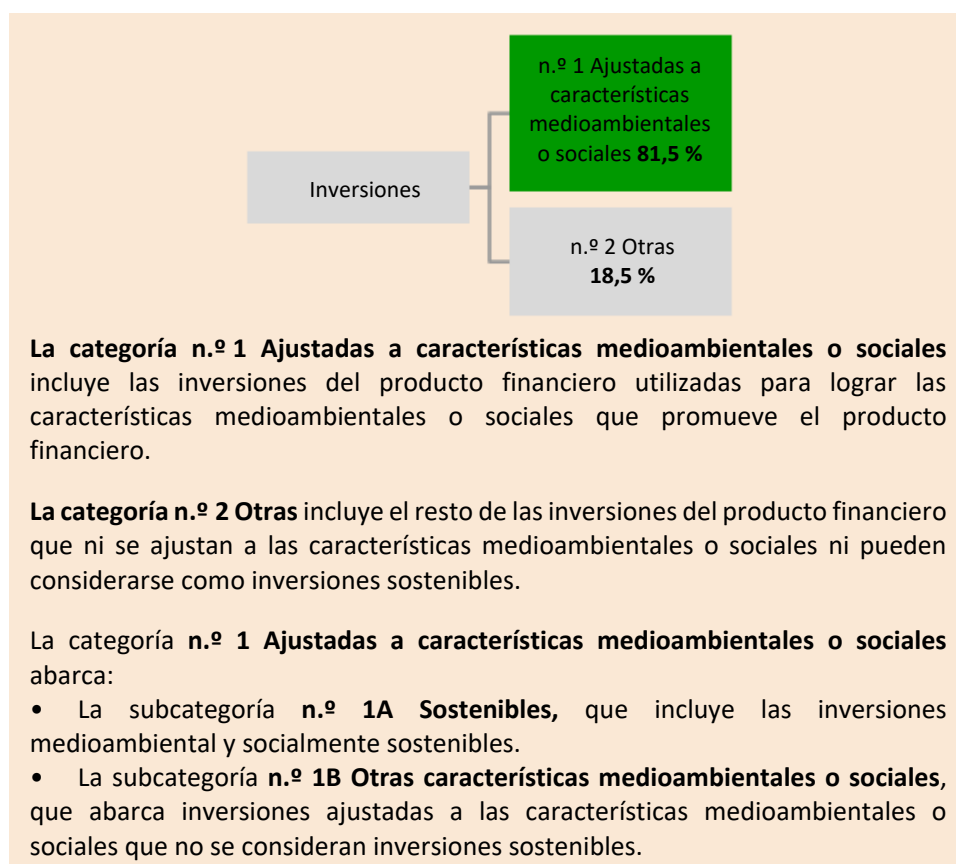 n.º 1 Ajustadas a
características
medioambientales
o sociales 81,5 %
Inversiones
n.º 2 Otras
18,5 %
La categoría n.º 1 Ajustadas a características medioambientales o sociales
incluye las inversiones del producto financiero utilizadas para lograr las
características medioambientales o sociales que promueve el producto
financiero.
La categoría n.º 2 Otras incluye el resto de las inversiones del producto financiero
que ni se ajustan a las características medioambientales o sociales ni pueden
considerarse como inversiones sostenibles.
La categoría n.º 1 Ajustadas a características medioambientales o sociales
abarca:
• La subcategoría n.º 1A Sostenibles, que incluye las inversiones
medioambiental y socialmente sostenibles.
• La subcategoría n.º 1B Otras características medioambientales o sociales,
que abarca inversiones ajustadas a las características medioambientales o
sociales que no se consideran inversiones sostenibles.